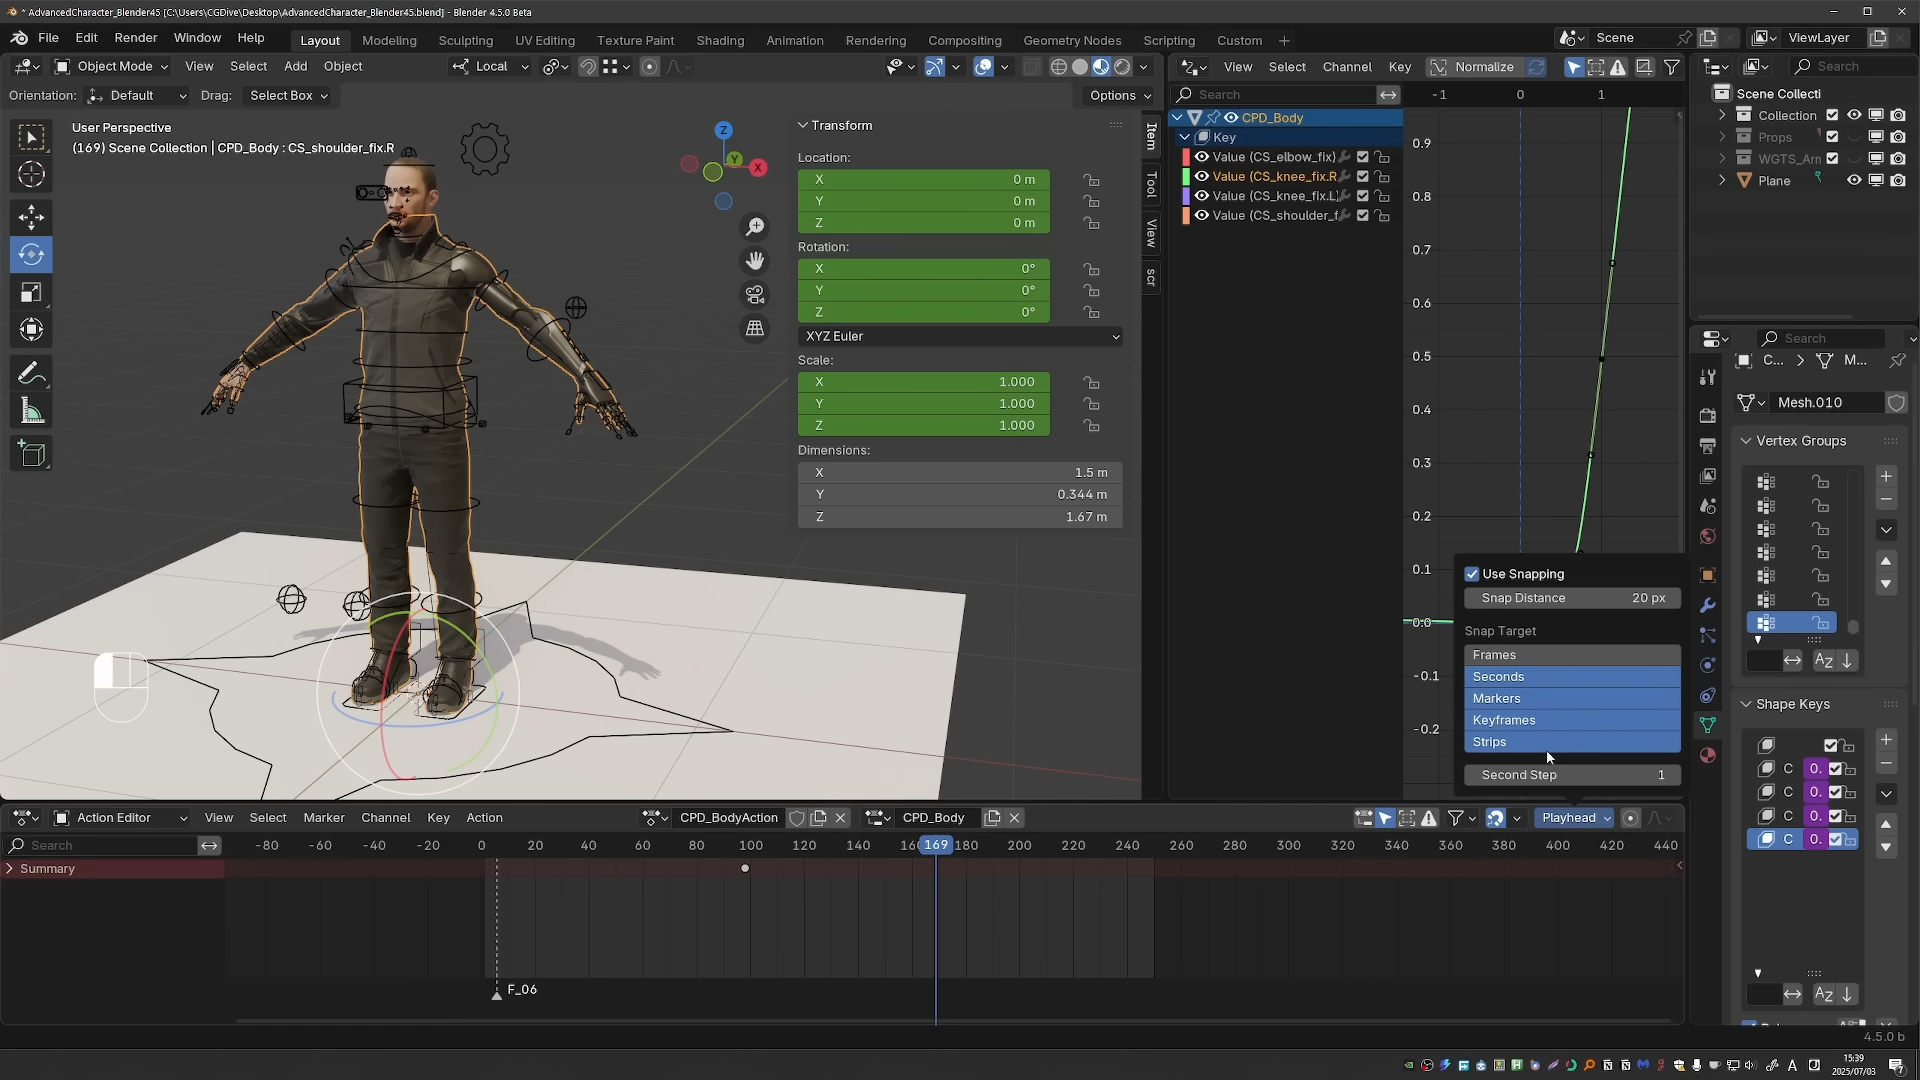 * AdvancedCharacter_Blender45 [C:\Users\CGDive\Desktop\AdvancedCharacter_Blender45.blend] - Blender 4.5.0 Beta
File Edit Render Window Help
Layout Modeling Sculpting UV Editing Texture Paint Shading Animation Rendering Compositing Geometry Nodes Scripting Custom +
Scene
ViewLayer
Object Mode View Select Add Object Local
Orientation: Default Drag: Select Box Options
User Perspective
(169) Scene Collection | CPD_Body : CS_shoulder_fix.R
Z
Y
X
Transform
Location:
X 0 m
Y 0 m
Z 0 m
Rotation:
X 0°
Y 0°
Z 0°
XYZ Euler
Scale:
X 1.000
Y 1.000
Z 1.000
Dimensions:
X 1.5 m
Y 0.344 m
Z 1.67 m
Item
Tool
View
scr
View Select Channel Key Normalize
Search
-1 0 1
CPD_Body
Key
Value (CS_elbow_fix)
Value (CS_knee_fix.R
Value (CS_knee_fix.L)
Value (CS_shoulder_f
0.9
0.8
0.7
0.6
0.5
0.4
0.3
0.2
0.1
0.0
-0.1
-0.2
Use Snapping
Snap Distance 20 px
Snap Target
Frames
Seconds
Markers
Keyframes
Strips
Second Step 1
Search
Scene Collecti
Collection
Props
WGTS_Arm
Plane
Search
C... > M...
Mesh.010
Vertex Groups
Shape Keys
C 0.
C 0.
C 0.
C 0.
Action Editor View Select Marker Channel Key Action CPD_BodyAction CPD_Body Playhead
Search
-80 -60 -40 -20 0 20 40 60 80 100 120 140 169 180 200 220 240 260 280 300 320 340 360 380 400 420 440
Summary
F_06
4.5.0 b
A
15:39
2025/07/03